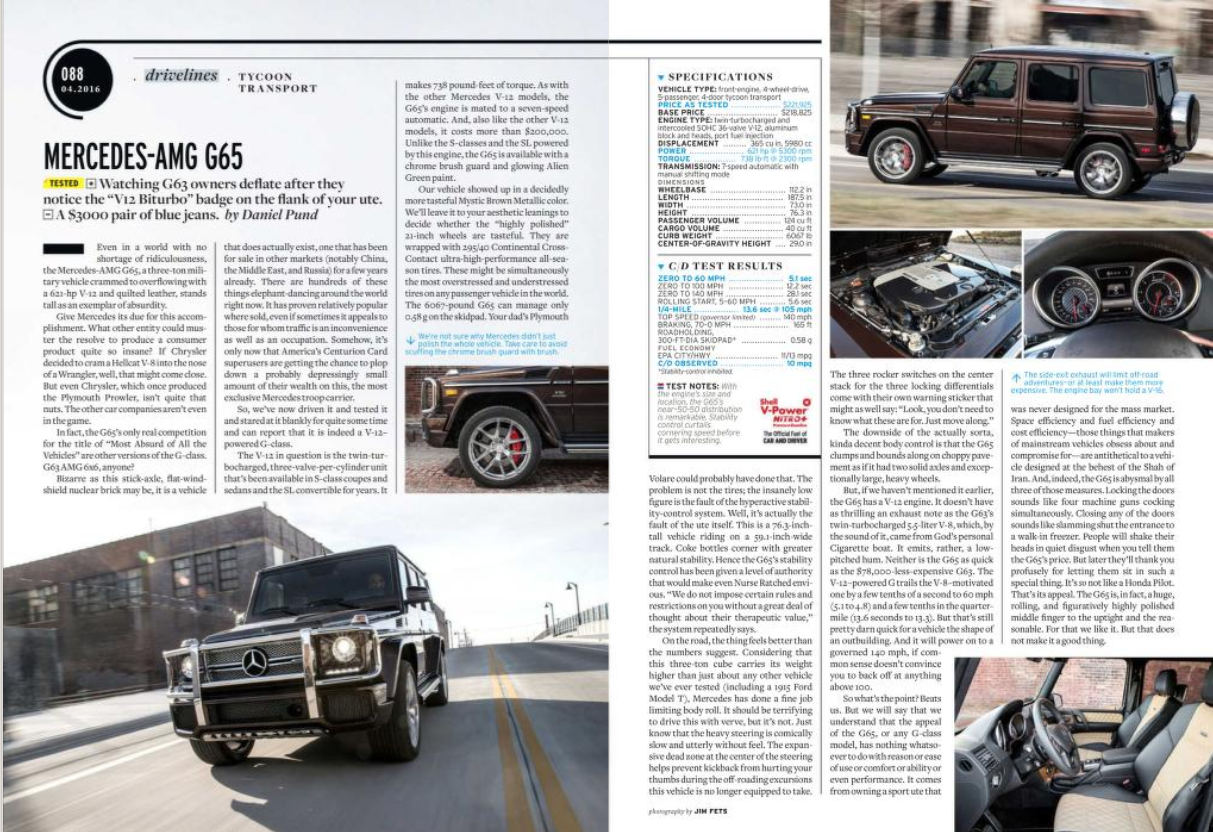 088
04.2016
. drivelines . TYCOON
TRANSPORT
MERCEDES-AMG G65
TESTED + Watching G63 owners deflate after they
notice the “V12 Biturbo” badge on the flank of your ute.
− A $3000 pair of blue jeans. by Daniel Pund
Even in a world with no
shortage of ridiculousness,
the Mercedes-AMG G65, a three-ton mili-
tary vehicle crammed to overflowing with
a 621-hp V-12 and quilted leather, stands
tall as an exemplar of absurdity.
Give Mercedes its due for this accom-
plishment. What other entity could mus-
ter the resolve to produce a consumer
product quite so insane? If Chrysler
decided to cram a Hellcat V-8 into the nose
of a Wrangler, well, that might come close.
But even Chrysler, which once produced
the Plymouth Prowler, isn’t quite that
nuts. The other car companies aren’t even
in the game.
In fact, the G65’s only real competition
for the title of “Most Absurd of All the
Vehicles” are other versions of the G-class.
G63 AMG 6x6, anyone?
Bizarre as this stick-axle, flat-wind-
shield nuclear brick may be, it is a vehicle
that does actually exist, one that has been
for sale in other markets (notably China,
the Middle East, and Russia) for a few years
already. There are hundreds of these
things elephant-dancing around the world
right now. It has proven relatively popular
where sold, even if sometimes it appeals to
those for whom traffic is an inconvenience
as well as an occupation. Somehow, it’s
only now that America’s Centurion Card
superusers are getting the chance to plop
down a probably depressingly small
amount of their wealth on this, the most
exclusive Mercedes troop carrier.
So, we’ve now driven it and tested it
and stared at it blankly for quite some time
and can report that it is indeed a V-12–
powered G-class.
The V-12 in question is the twin-tur-
bocharged, three-valve-per-cylinder unit
that’s been available in S-class coupes and
sedans and the SL convertible for years. It
makes 738 pound-feet of torque. As with
the other Mercedes V-12 models, the
G65’s engine is mated to a seven-speed
automatic. And, also like the other V-12
models, it costs more than $200,000.
Unlike the S-classes and the SL powered
by this engine, the G65 is available with a
chrome brush guard and glowing Alien
Green paint.
Our vehicle showed up in a decidedly
more tasteful Mystic Brown Metallic color.
We’ll leave it to your aesthetic leanings to
decide whether the “highly polished”
21-inch wheels are tasteful. They are
wrapped with 295/40 Continental Cross-
Contact ultra-high-performance all-sea-
son tires. These might be simultaneously
the most overstressed and understressed
tires on any passenger vehicle in the world.
The 6067-pound G65 can manage only
0.58 g on the skidpad. Your dad’s Plymouth
We’re not sure why Mercedes didn’t just
polish the whole vehicle. Take care to avoid
scuffing the chrome brush guard with brush.
SPECIFICATIONS
VEHICLE TYPE: front-engine, 4-wheel-drive,
5-passenger, 4-door tycoon transport
PRICE AS TESTED ........ $221,925
BASE PRICE ........ $218,825
ENGINE TYPE: twin-turbocharged and
intercooled SOHC 36-valve V-12, aluminum
block and heads, port fuel injection
DISPLACEMENT ........ 365 cu in, 5980 cc
POWER ........ 621 hp @ 5300 rpm
TORQUE ........ 738 lb-ft @ 2300 rpm
TRANSMISSION: 7-speed automatic with
manual shifting mode
DIMENSIONS
WHEELBASE ........ 112.2 in
LENGTH ........ 187.5 in
WIDTH ........ 73.0 in
HEIGHT ........ 76.3 in
PASSENGER VOLUME ........ 124 cu ft
CARGO VOLUME ........ 40 cu ft
CURB WEIGHT ........ 6067 lb
CENTER-OF-GRAVITY HEIGHT .... 29.0 in
C/D TEST RESULTS
ZERO TO 60 MPH ........ 5.1 sec
ZERO TO 100 MPH ........ 12.2 sec
ZERO TO 140 MPH ........ 28.1 sec
ROLLING START, 5-60 MPH ........ 5.6 sec
1/4-MILE ........ 13.6 sec @ 105 mph
TOP SPEED (governor limited) ........ 140 mph
BRAKING, 70-0 MPH ........ 165 ft
ROADHOLDING,
300-FT-DIA SKIDPAD* ........ 0.58 g
FUEL ECONOMY
EPA CITY/HWY ........ 11/13 mpg
C/D OBSERVED ........ 10 mpg
*Stability-control inhibited.
TEST NOTES: With
the engine’s size and
location, the G65’s
near-50-50 distribution
is remarkable. Stability
control curtails
cornering speed before
it gets interesting.
Shell
V-Power
NiTRO+
Premium Gasoline
The Official Fuel of
CAR AND DRIVER
Volare could probably have done that. The
problem is not the tires; the insanely low
figure is the fault of the hyperactive stabil-
ity-control system. Well, it’s actually the
fault of the ute itself. This is a 76.3-inch-
tall vehicle riding on a 59.1-inch-wide
track. Coke bottles corner with greater
natural stability. Hence the G65’s stability
control has been given a level of authority
that would make even Nurse Ratched envi-
ous. “We do not impose certain rules and
restrictions on you without a great deal of
thought about their therapeutic value,”
the system repeatedly says.
On the road, the thing feels better than
the numbers suggest. Considering that
this three-ton cube carries its weight
higher than just about any other vehicle
we’ve ever tested (including a 1915 Ford
Model T), Mercedes has done a fine job
limiting body roll. It should be terrifying
to drive this with verve, but it’s not. Just
know that the heavy steering is comically
slow and utterly without feel. The expan-
sive dead zone at the center of the steering
helps prevent kickback from hurting your
thumbs during the off-roading excursions
this vehicle is no longer equipped to take.
photography by JIM FETS
The three rocker switches on the center
stack for the three locking differentials
come with their own warning sticker that
might as well say: “Look, you don’t need to
know what these are for. Just move along.”
The downside of the actually sorta,
kinda decent body control is that the G65
clumps and bounds along on choppy pave-
ment as if it had two solid axles and excep-
tionally large, heavy wheels.
But, if we haven’t mentioned it earlier,
the G65 has a V-12 engine. It doesn’t have
as thrilling an exhaust note as the G63’s
twin-turbocharged 5.5-liter V-8, which, by
the sound of it, came from God’s personal
Cigarette boat. It emits, rather, a low-
pitched hum. Neither is the G65 as quick
as the $78,000-less-expensive G63. The
V-12–powered G trails the V-8–motivated
one by a few tenths of a second to 60 mph
(5.1 to 4.8) and a few tenths in the quarter-
mile (13.6 seconds to 13.3). But that’s still
pretty darn quick for a vehicle the shape of
an outbuilding. And it will power on to a
governed 140 mph, if com-
mon sense doesn’t convince
you to back off at anything
above 100.
So what’s the point? Beats
us. But we will say that we
understand that the appeal
of the G65, or any G-class
model, has nothing whatso-
ever to do with reason or ease
of use or comfort or ability or
even performance. It comes
from owning a sport ute that
The side-exit exhaust will limit off-road
adventures–or at least make them more
expensive. The engine bay won’t hold a V-16.
was never designed for the mass market.
Space efficiency and fuel efficiency and
cost efficiency—those things that makers
of mainstream vehicles obsess about and
compromise for—are antithetical to a vehi-
cle designed at the behest of the Shah of
Iran. And, indeed, the G65 is abysmal by all
three of those measures. Locking the doors
sounds like four machine guns cocking
simultaneously. Closing any of the doors
sounds like slamming shut the entrance to
a walk-in freezer. People will shake their
heads in quiet disgust when you tell them
the G65’s price. But later they’ll thank you
profusely for letting them sit in such a
special thing. It’s so not like a Honda Pilot.
That’s its appeal. The G65 is, in fact, a huge,
rolling, and figuratively highly polished
middle finger to the uptight and the rea-
sonable. For that we like it. But that does
not make it a good thing.